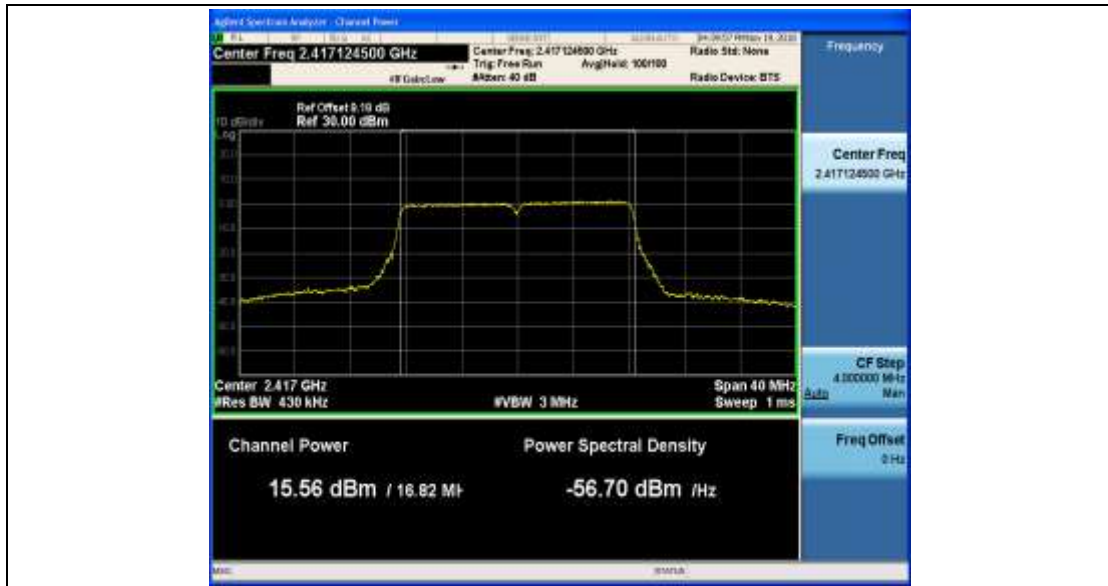 Agilent Spectrum Analyzer - Channel Power
Center Freq 2.417124500 GHz
Center Freq: 2.417124500 GHz
Radio Std: None
Trig: Free Run Avg|Hold: 100/100
#IFGain:Low #Atten: 40 dB Radio Device: BTS
Frequency
Ref Offset 9.19 dB
10 dB/div Ref 30.00 dBm
Log
Center Freq
2.417124500 GHz
Center 2.417 GHz Span 40 MHz
#Res BW 430 kHz #VBW 3 MHz Sweep 1 ms
CF Step
4.000000 MHz
Auto Man
Channel Power Power Spectral Density
Freq Offset
0 Hz
15.56 dBm / 16.82 MH -56.70 dBm /Hz
MSG STATUS